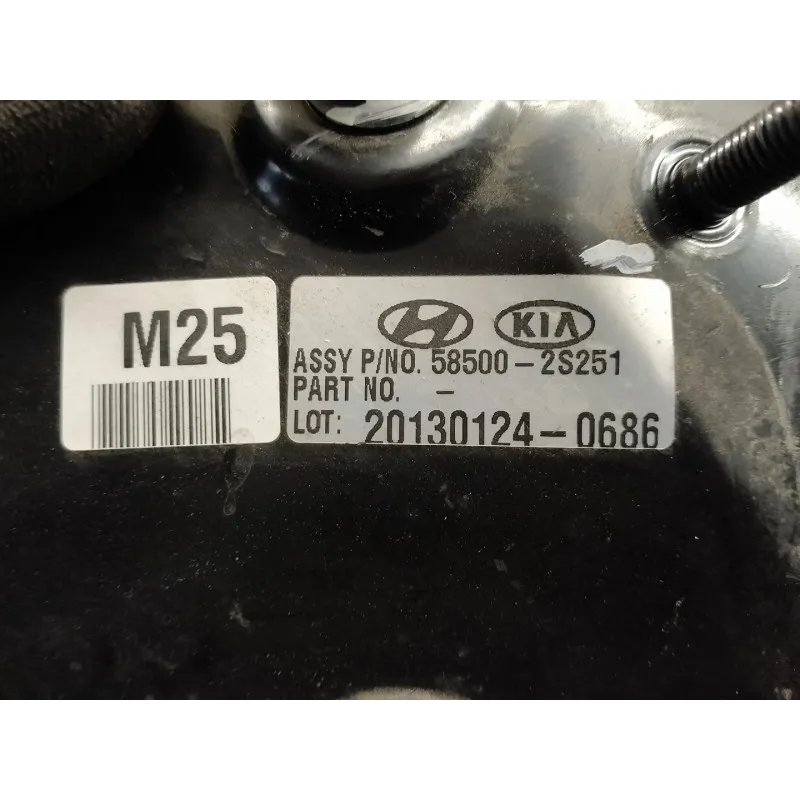 M25
KIA
ASSY P/NO. 58500-2S251
PART NO. -
LOT: 20130124-0686